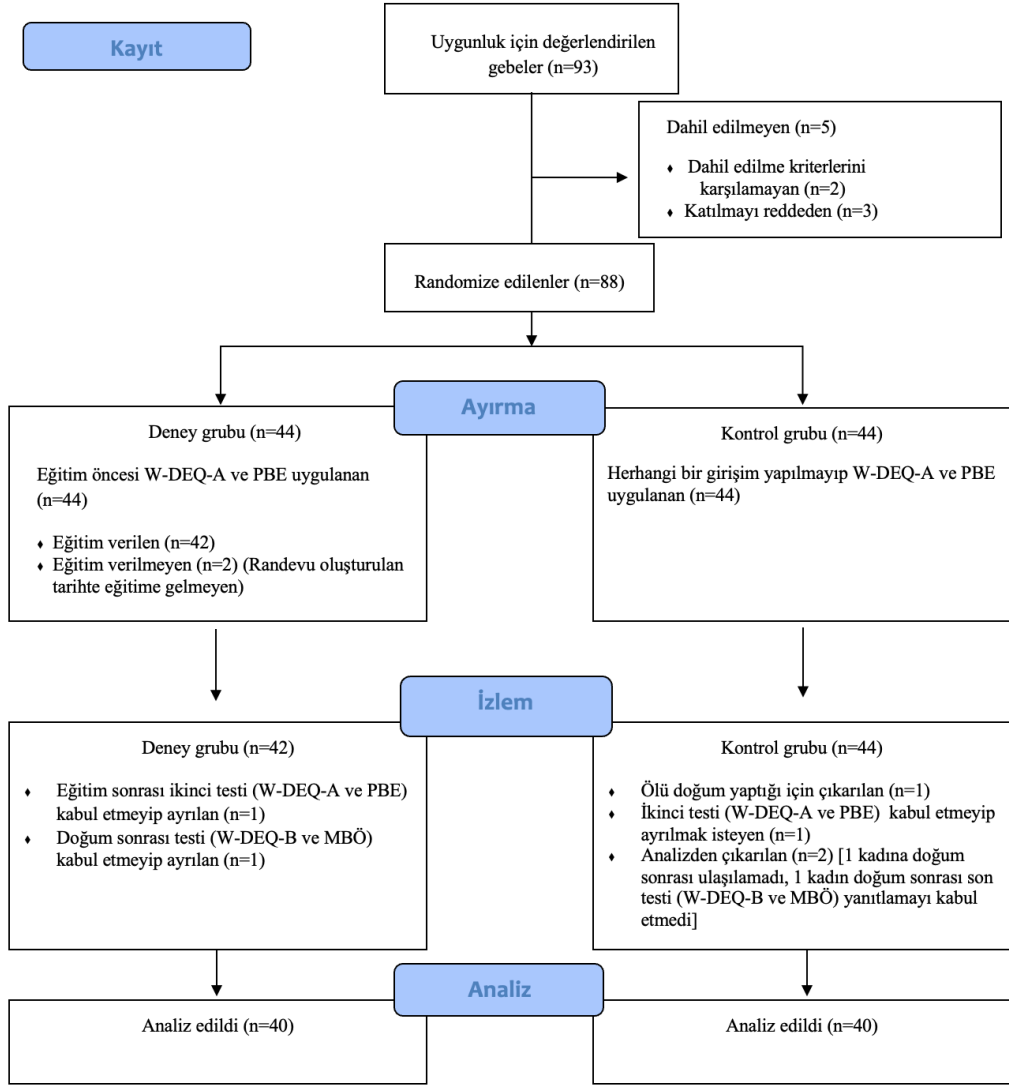 Kayıt
Uygunluk için değerlendirilen
gebeler (n=93)
Dahil edilmeyen (n=5)
♦ Dahil edilme kriterlerini
karşılamayan (n=2)
♦ Katılmayı reddeden (n=3)
Randomize edilenler (n=88)
Ayırma
Deney grubu (n=44)
Eğitim öncesi W-DEQ-A ve PBE uygulanan
(n=44)
♦ Eğitim verilen (n=42)
♦ Eğitim verilmeyen (n=2) (Randevu oluşturulan
tarihte eğitime gelmeyen)
Kontrol grubu (n=44)
Herhangi bir girişim yapılmayıp W-DEQ-A ve PBE
uygulanan (n=44)
İzlem
Deney grubu (n=42)
♦ Eğitim sonrası ikinci testi (W-DEQ-A ve PBE)
kabul etmeyip ayrılan (n=1)
♦ Doğum sonrası testi (W-DEQ-B ve MBÖ)
kabul etmeyip ayrılan (n=1)
Kontrol grubu (n=44)
♦ Ölü doğum yaptığı için çıkarılan (n=1)
♦ İkinci testi (W-DEQ-A ve PBE) kabul etmeyip
ayrılmak isteyen (n=1)
♦ Analizden çıkarılan (n=2) [1 kadına doğum
sonrası ulaşılamadı, 1 kadın doğum sonrası son
testi (W-DEQ-B ve MBÖ) yanıtlamayı kabul
etmedi]
Analiz
Analiz edildi (n=40)
Analiz edildi (n=40)